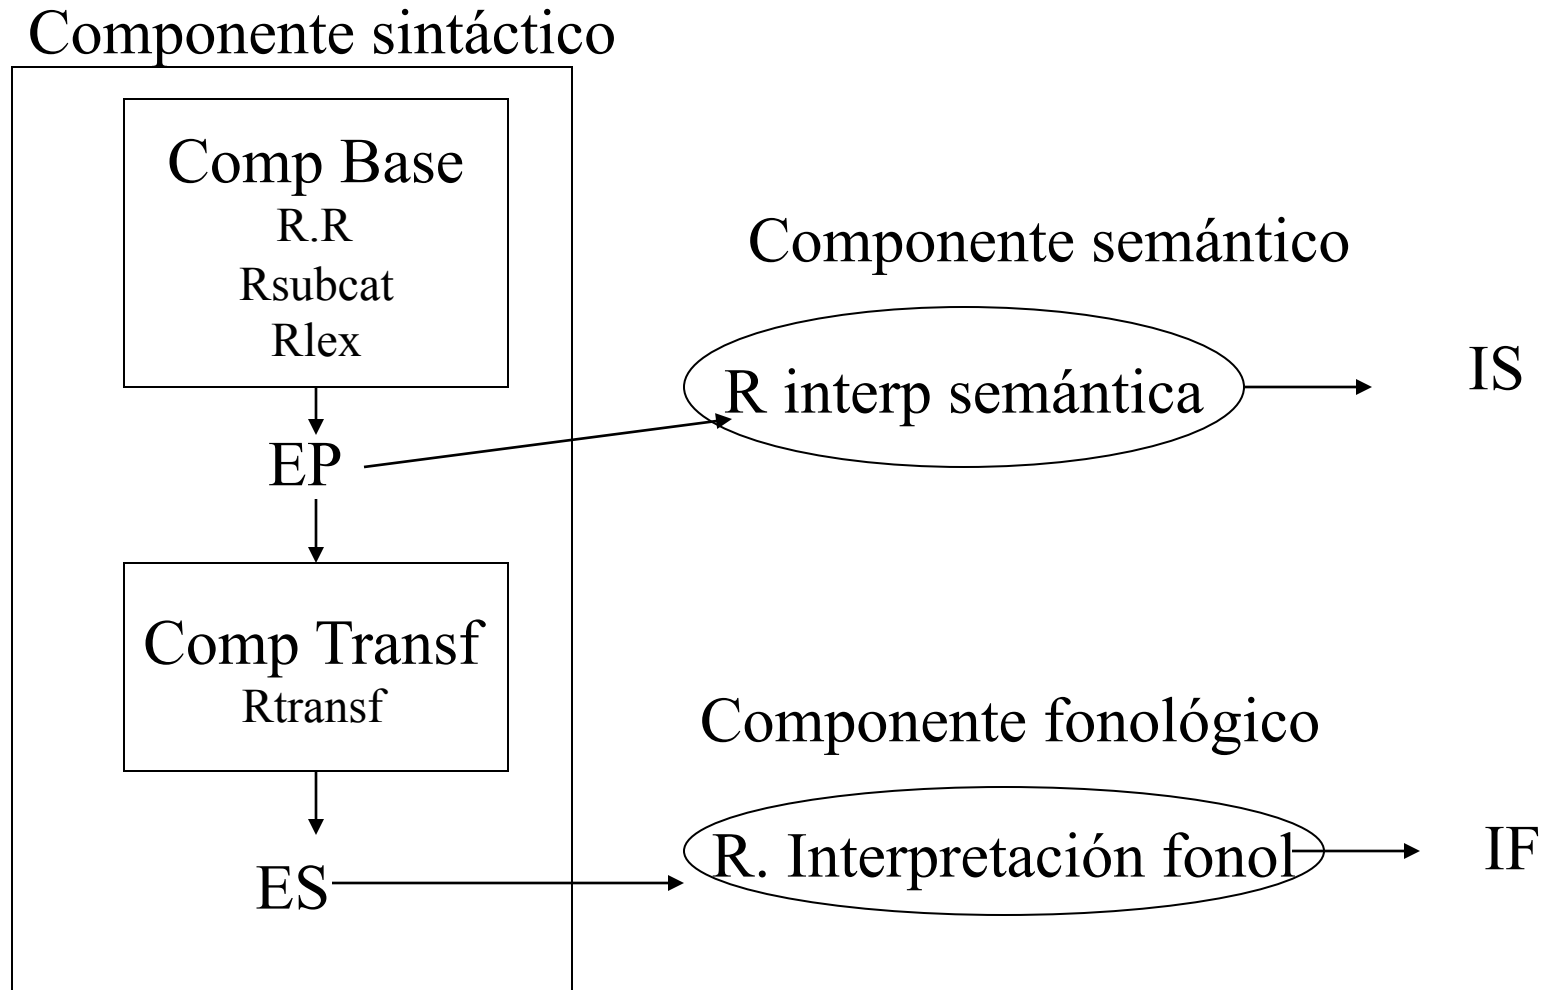 Componente sintáctico
Comp Base
R.R
Rsubcat
Rlex
EP
Comp Transf
Rtransf
ES
Componente semántico
R interp semántica
IS
Componente fonológico
R. Interpretación fonol
IF